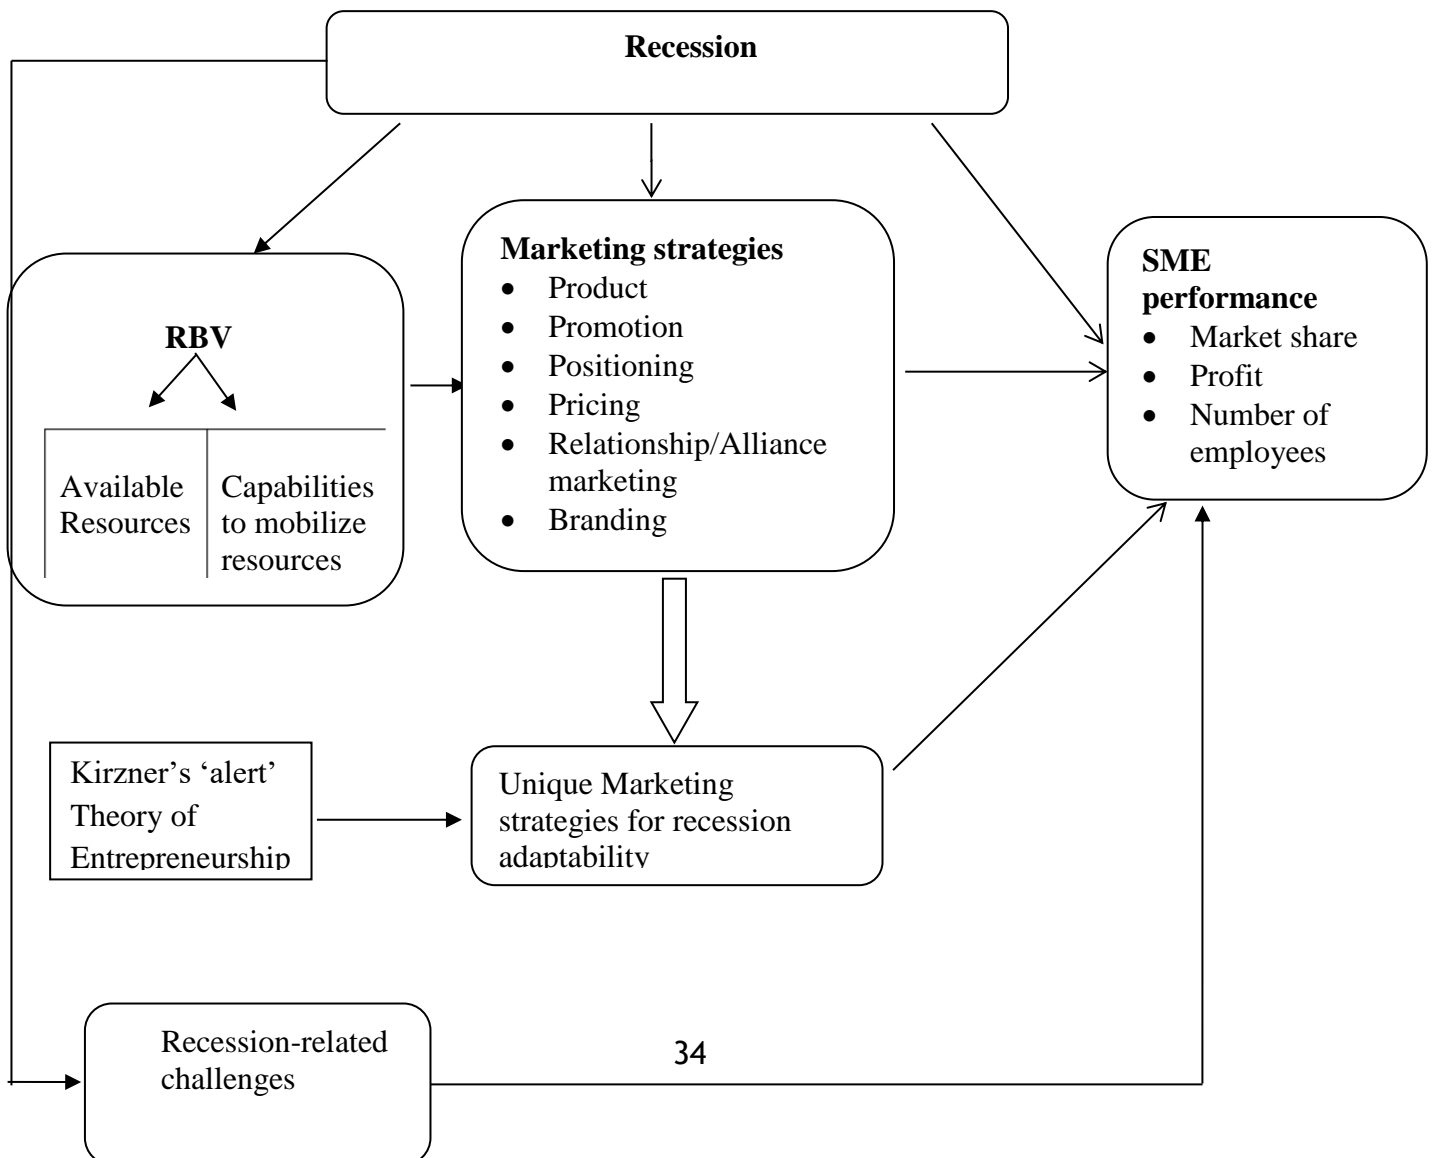 Recession
Marketing strategies
• Product
• Promotion
• Positioning
• Pricing
• Relationship/Alliance
marketing
• Branding
SME
performance
• Market share
• Profit
• Number of
employees
RBV
Available
Resources
Capabilities
to mobilize
resources
Kirzner’s ‘alert’
Theory of
Entrepreneurship
Unique Marketing
strategies for recession
adaptability
Recession-related
challenges
34